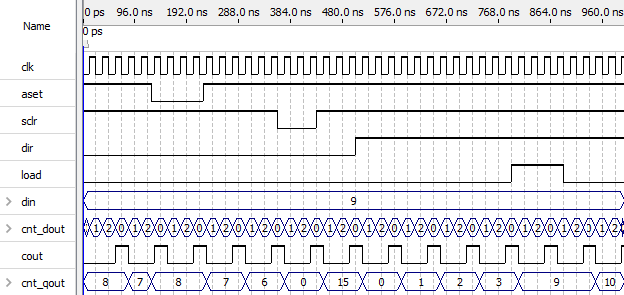 0 ps 96.0 ns 192.0 ns 288.0 ns 384.0 ns 480.0 ns 576.0 ns 672.0 ns 768.0 ns 864.0 ns 960.0 ns
Name
0 ps
clk
aset
sclr
dir
load
din 9
cnt_dout 1 2 0 1 2 0 1 2 0 1 2 0 1 2 0 1 2 0 1 2 0 1 2 0 1 2 0 1 2 0 1 2 0 1 2 0 1 2 0 1 2
cout
cnt_qout 8 7 8 7 6 0 15 0 1 2 3 9 10